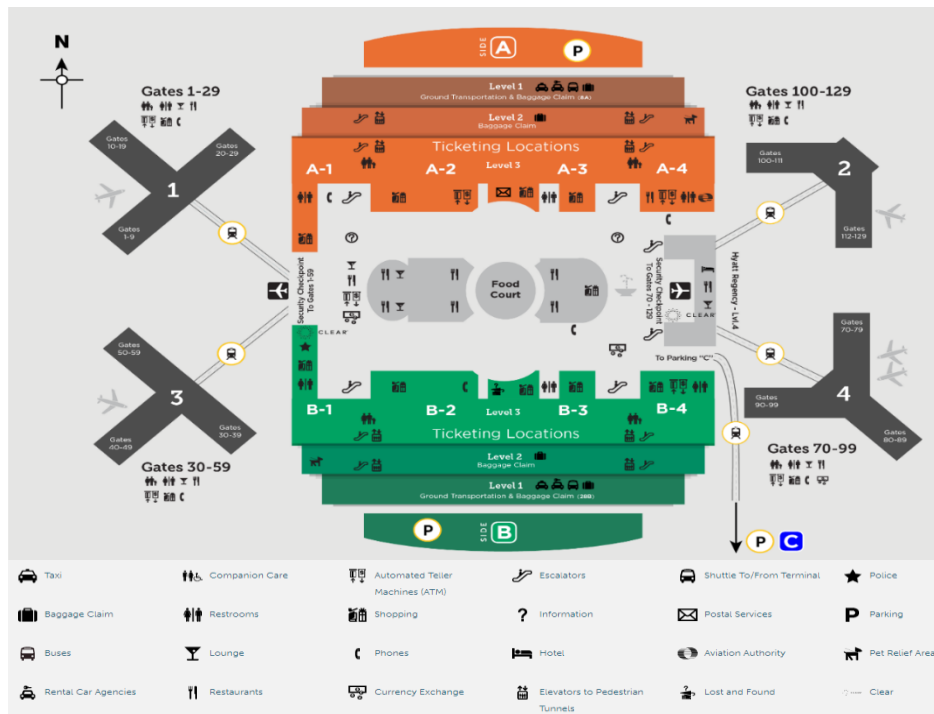 N
SIDE A
P
Level 1
Ground Transportation & Baggage Claim (8A)
Level 2
Baggage Claim
Ticketing Locations
Level 3
A-1
A-2
A-3
A-4
Gates 1-29
Gates
10-19
Gates
20-29
1
Gates
1-9
Gates 100-129
Gates
100-111
2
Gates
112-129
Security Checkpoint
To Gates 1-59
?
?
Food
Court
Security Checkpoint
To Gates 70 - 129
Hyatt Regency - Lvl.4
CLEAR
CLEAR
To Parking "C"
Gates
50-59
3
Gates
40-49
Gates
30-39
Gates 30-59
Gates
70-79
4
Gates
90-99
Gates
80-89
Gates 70-99
B-1
B-2
Level 3
B-3
B-4
Ticketing Locations
Level 2
Baggage Claim
Level 1
Ground Transportation & Baggage Claim (28B)
P
SIDE B
P C
Taxi
Companion Care
Automated Teller
Machines (ATM)
Escalators
Shuttle To/From Terminal
Police
Baggage Claim
Restrooms
Shopping
? Information
Postal Services
P Parking
Buses
Lounge
Phones
Hotel
Aviation Authority
Pet Relief Area
Rental Car Agencies
Restaurants
Currency Exchange
Elevators to Pedestrian
Tunnels
Lost and Found
Clear